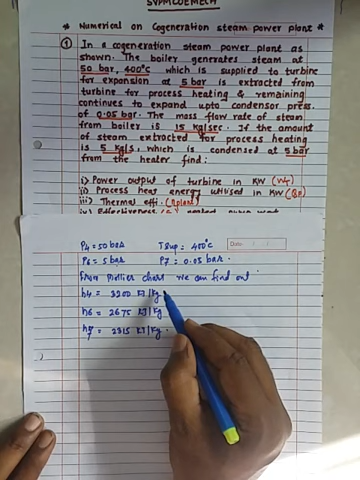 SVPMCOEMECH
* Numerical on Cogeneration steam power plant *
① In a cogeneration steam power plant as
shown. The boiler generates steam at
50 bar, 400°C which is supplied to turbine
for expansion at 5 bar is extracted from
turbine for process heating & remaining
continues to expand upto condensor press.
of 0.05 bar. The mass flow rate of steam
from boiler is 15 kg/sec. If the amount
of steam extracted for process heating
is 5 kg/s which is condensed at 5 bar
from the heater find:
i) Power output of turbine in KW (WT)
ii) Process heat energy utilised in KW (QP)
iii) Thermal effi. (ηplant)
P4 = 50 bar Tsup = 400°C
Date
P6 = 5 bar P7 = 0.05 bar.
From Mollier chart we can find out
h4 = 3200 KJ/Kg
h6 = 2675 KJ/Kg
h7 = 2315 KJ/Kg.